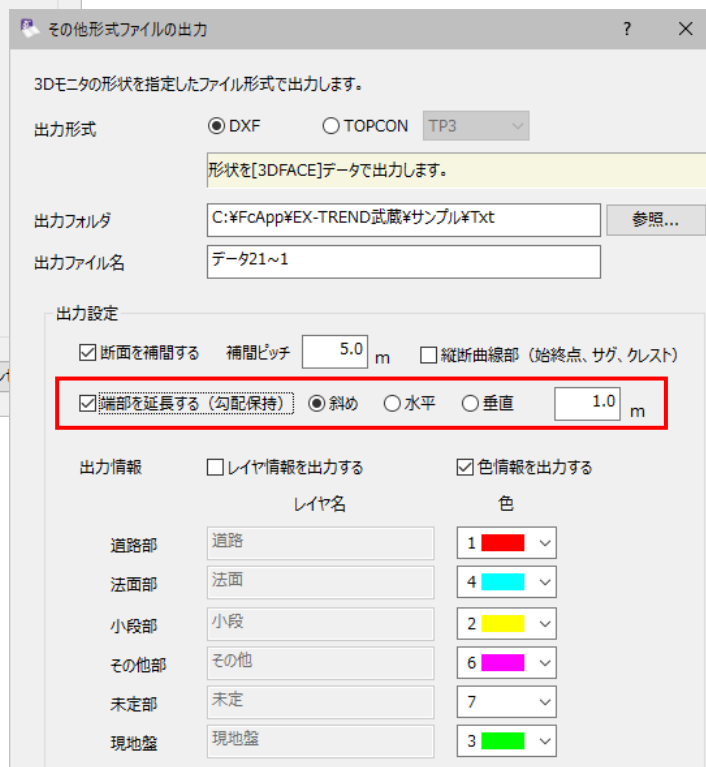 その他形式ファイルの出力 ?
3Dモニタの形状を指定したファイル形式で出力します。
出力形式 DXF TOPCON TP3
形状を[3DFACE]データで出力します。
出力フォルダ C:¥FcApp¥EX-TREND武蔵¥サンプル¥Txt 参照...
出力ファイル名 データ21~1
出力設定
断面を補間する 補間ピッチ 5.0 m 縦断曲線部（始終点、サグ、クレスト）
端部を延長する（勾配保持） 斜め 水平 垂直 1.0 m
出力情報 レイヤ情報を出力する 色情報を出力する
レイヤ名 色
道路部 道路 1
法面部 法面 4
小段部 小段 2
その他部 その他 6
未定部 未定 7
現地盤 現地盤 3